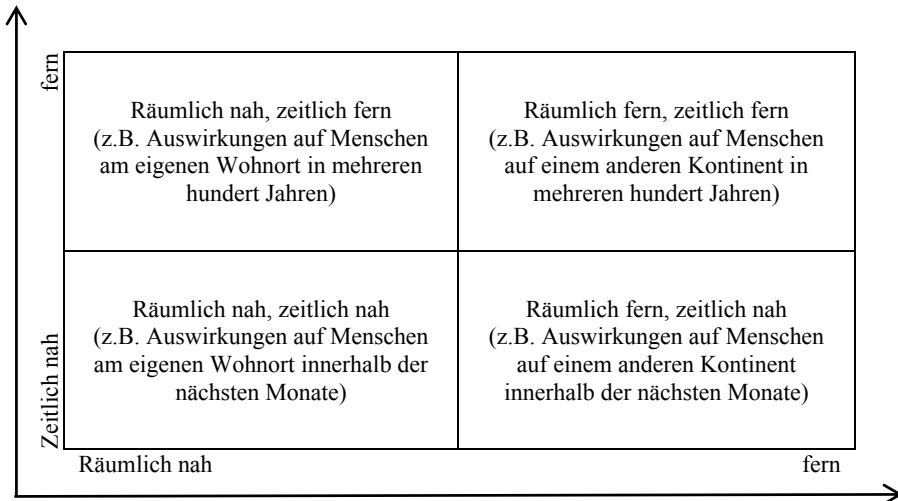 fern
Räumlich nah, zeitlich fern
(z.B. Auswirkungen auf Menschen
am eigenen Wohnort in mehreren
hundert Jahren)
Räumlich fern, zeitlich fern
(z.B. Auswirkungen auf Menschen
auf einem anderen Kontinent in
mehreren hundert Jahren)
Zeitlich nah
Räumlich nah, zeitlich nah
(z.B. Auswirkungen auf Menschen
am eigenen Wohnort innerhalb der
nächsten Monate)
Räumlich fern, zeitlich nah
(z.B. Auswirkungen auf Menschen
auf einem anderen Kontinent
innerhalb der nächsten Monate)
Räumlich nah
fern